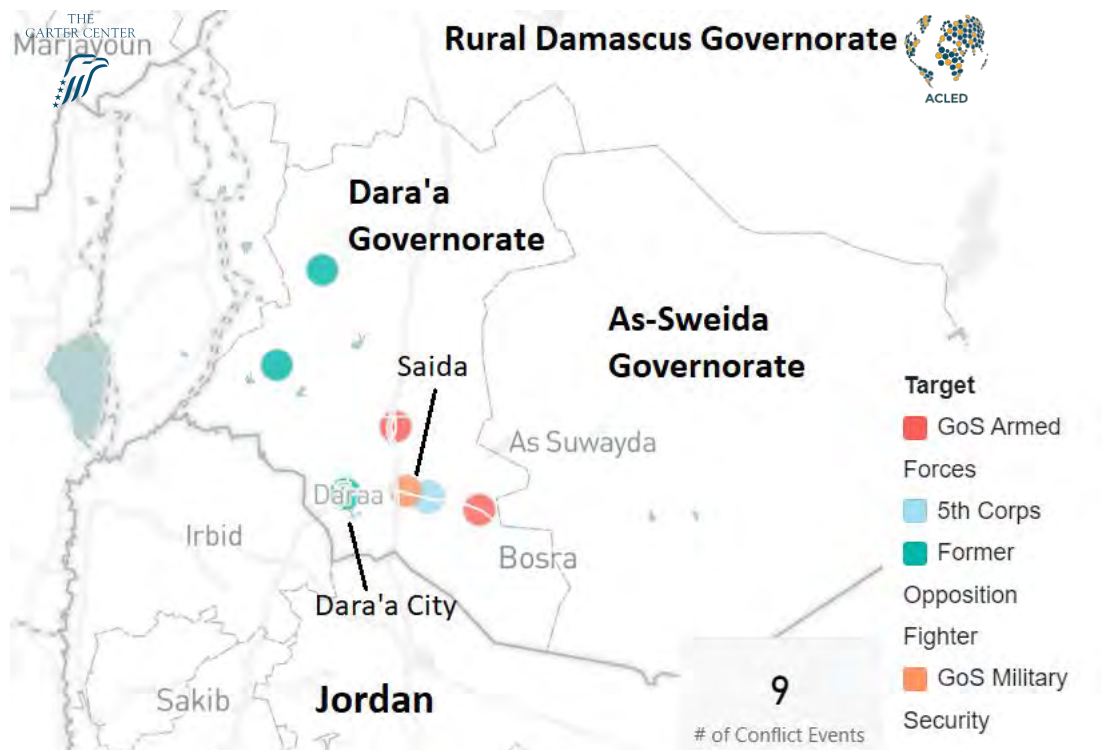 THE
CARTER CENTER
Marjayoun
Rural Damascus Governorate
ACLED
Dara'a
Governorate
As-Sweida
Governorate
Saida
As Suwayda
Daraa
Irbid
Bosra
Dara'a City
Sakib
Jordan
Target
GoS Armed
Forces
5th Corps
Former
Opposition
Fighter
GoS Military
Security
9
# of Conflict Events